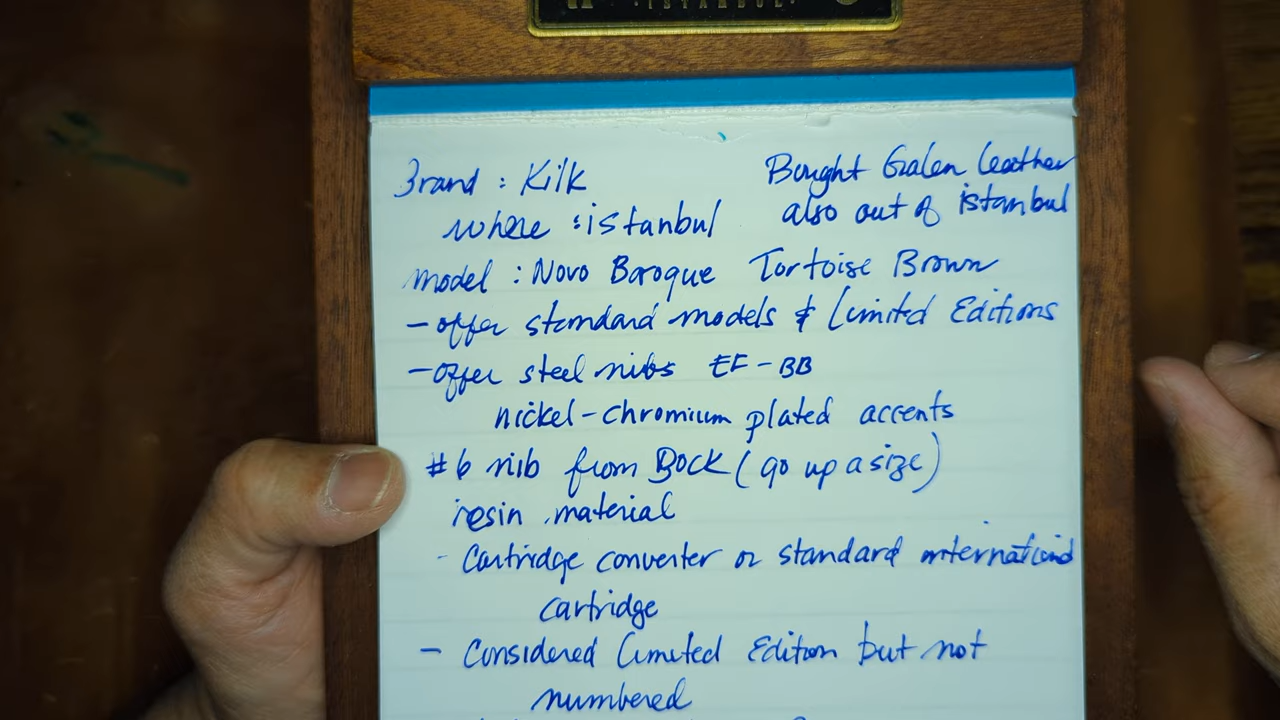 · ISTANBUL ·
Brand : Kilk
Bought Galen Leather
where : istanbul
also out of istanbul
model : Novo Baroque Tortoise Brown
- offer standard models & Limited Editions
- offer steel nibs EF - BB
nickel-chromium plated accents
#6 nib from BOCK (go up a size)
resin material
- Cartridge converter or standard international
cartridge
- Considered Limited Edition but not
numbered